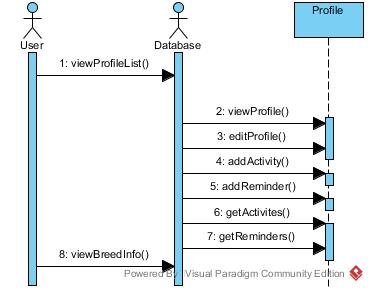 Profile
User
Database
1: viewProfileList()
2: viewProfile()
3: editProfile()
4: addActivity()
5: addReminder()
6: getActivites()
7: getReminders()
8: viewBreedInfo()
Powered By Visual Paradigm Community Edition